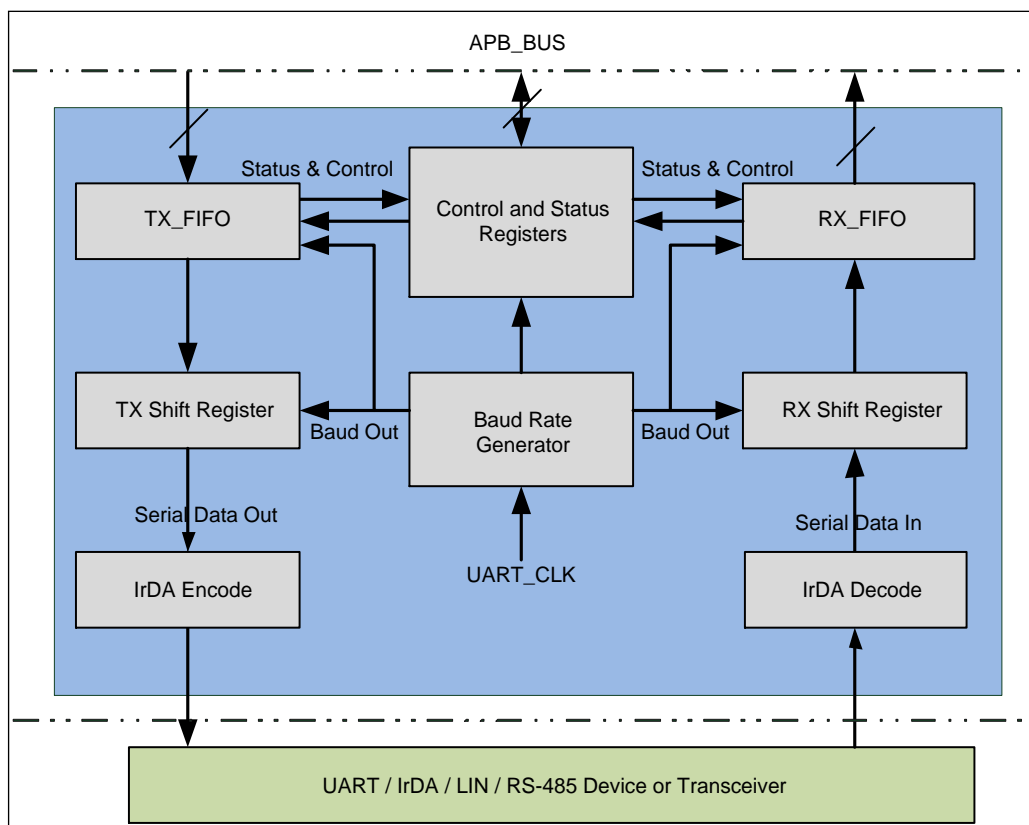 APB_BUS
Status & Control
Status & Control
TX_FIFO
Control and Status
Registers
RX_FIFO
TX Shift Register
Baud Rate
Generator
RX Shift Register
Baud Out
Baud Out
Serial Data Out
Serial Data In
IrDA Encode
UART_CLK
IrDA Decode
UART / IrDA / LIN / RS-485 Device or Transceiver